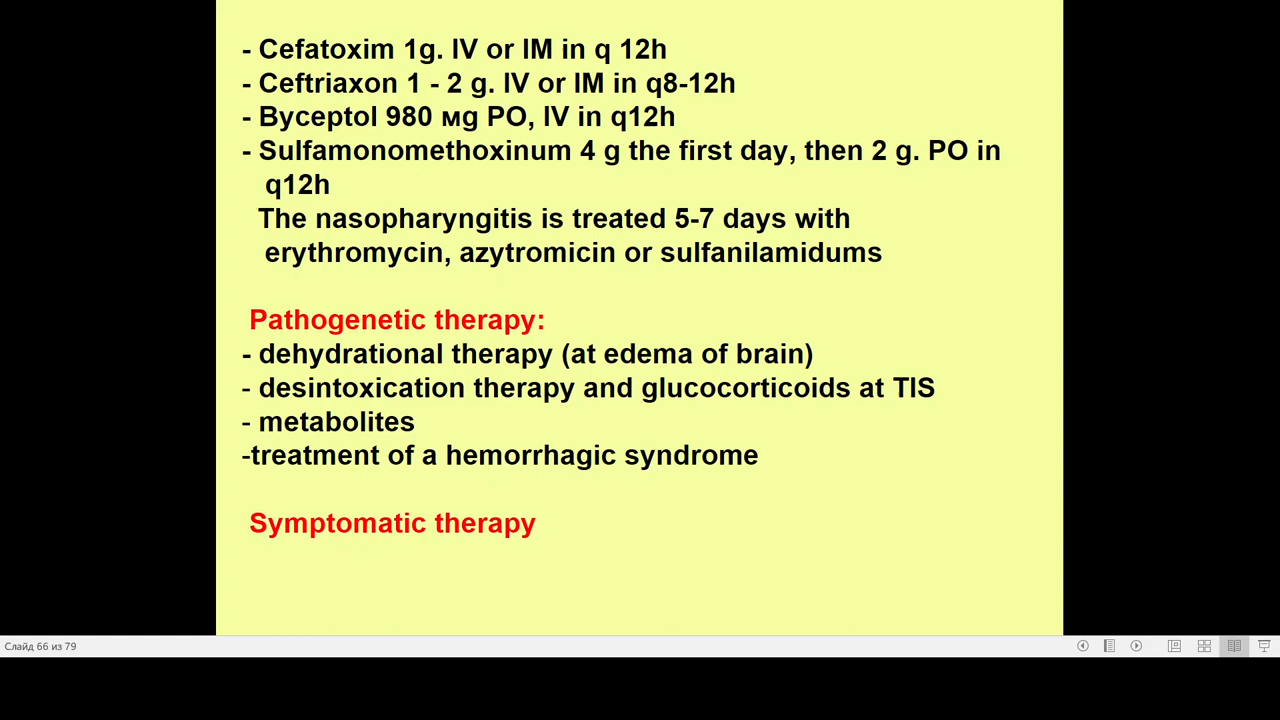 - Cefatoxim 1g. IV or IM in q 12h
- Ceftriaxon 1 - 2 g. IV or IM in q8-12h
- Byceptol 980 мg PO, IV in q12h
- Sulfamonomethoxinum 4 g the first day, then 2 g. PO in
q12h
The nasopharyngitis is treated 5-7 days with
erythromycin, azytromicin or sulfanilamidums
Pathogenetic therapy:
- dehydrational therapy (at edema of brain)
- desintoxication therapy and glucocorticoids at TIS
- metabolites
-treatment of a hemorrhagic syndrome
Symptomatic therapy
Слайд 66 из 79